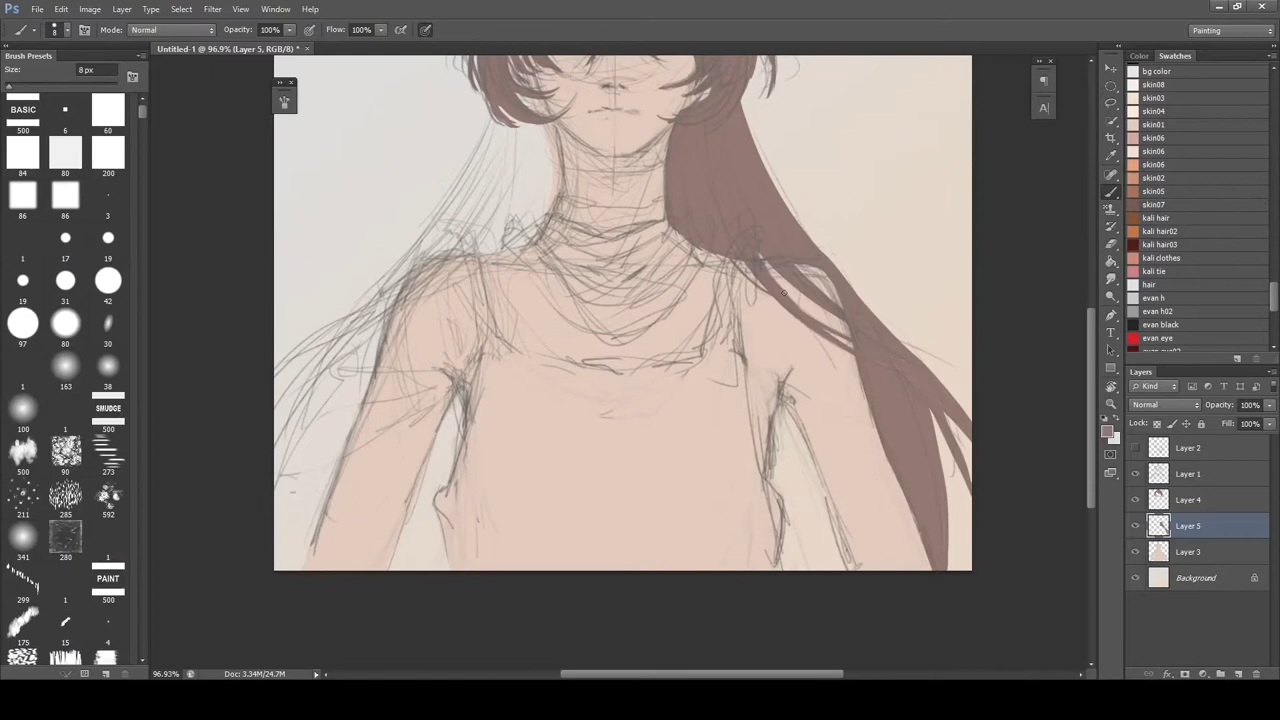 Ps File Edit Image Layer Type Select Filter View Window Help
8 Mode: Normal Opacity: 100% Flow: 100% Painting
Untitled-1 @ 96.9% (Layer 5, RGB/8) * ×
Brush Presets
Size: 8 px
BASIC
500 6 60
84 80 200
86 86 3
1 17
19 31 42
97 80 30
1 163 38
100 1 SMUDGE 500
500 90 273
211 285 592
341 280 1
299 1 PAINT 500
175 15 4
A|
Color Swatches
bg color
skin08
skin03
skin04
skin01
skin06
skin06
skin06
skin02
skin05
skin07
kali hair
kali hair02
kali hair03
kali clothes
kali tie
hair
evan h
evan h02
evan black
evan eye
evan eye02
Layers
Kind
Normal Opacity: 100%
Lock: Fill: 100%
Layer 2
Layer 1
Layer 4
Layer 5
Layer 3
Background
96.93% Doc: 3.34M/24.7M